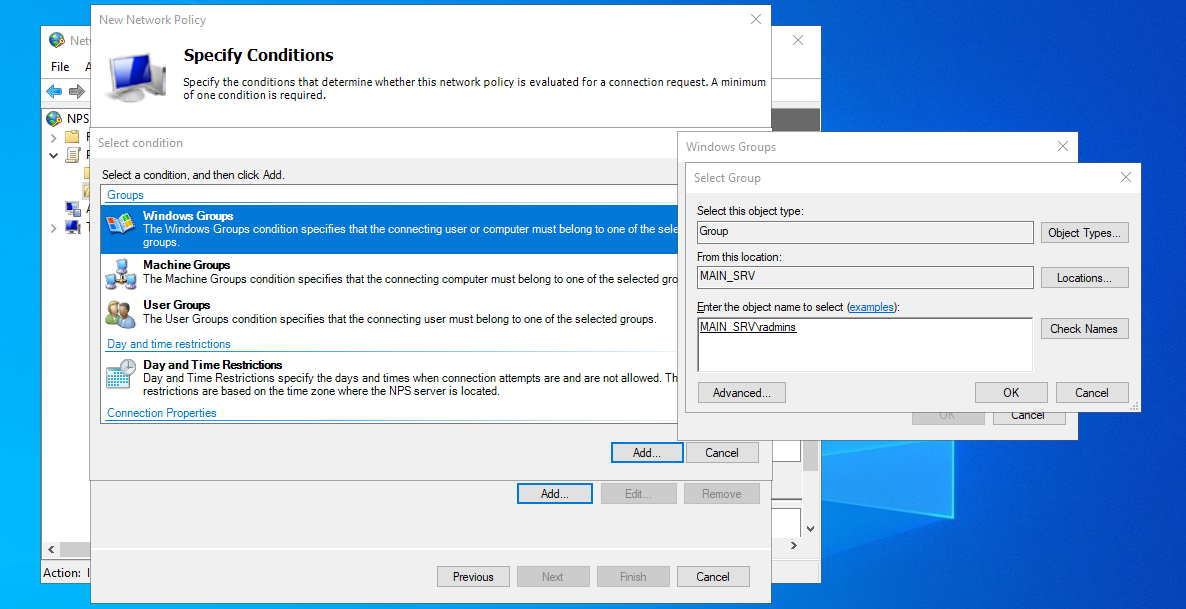 New Network Policy
Specify Conditions
Specify the conditions that determine whether this network policy is evaluated for a connection request. A minimum
of one condition is required.
File
NPS
Select condition
Select a condition, and then click Add.
Groups
Windows Groups
The Windows Groups condition specifies that the connecting user or computer must belong to one of the
groups.
Machine Groups
The Machine Groups condition specifies that the connecting computer must belong to one of the selected
User Groups
The User Groups condition specifies that the connecting user must belong to one of the selected groups.
Day and time restrictions
Day and Time Restrictions
Day and Time Restrictions specify the days and times when connection attempts are and are not allowed.
restrictions are based on the time zone where the NPS server is located.
Connection Properties
Add...
Cancel
Add...
Edit...
Remove
Previous
Next
Finish
Cancel
Action:
Windows Groups
Select Group
Select this object type:
Group
Object Types...
From this location:
MAIN_SRV
Locations...
Enter the object name to select (examples):
MAIN_SRV\radmins
Check Names
Advanced...
OK
Cancel
OK
Cancel